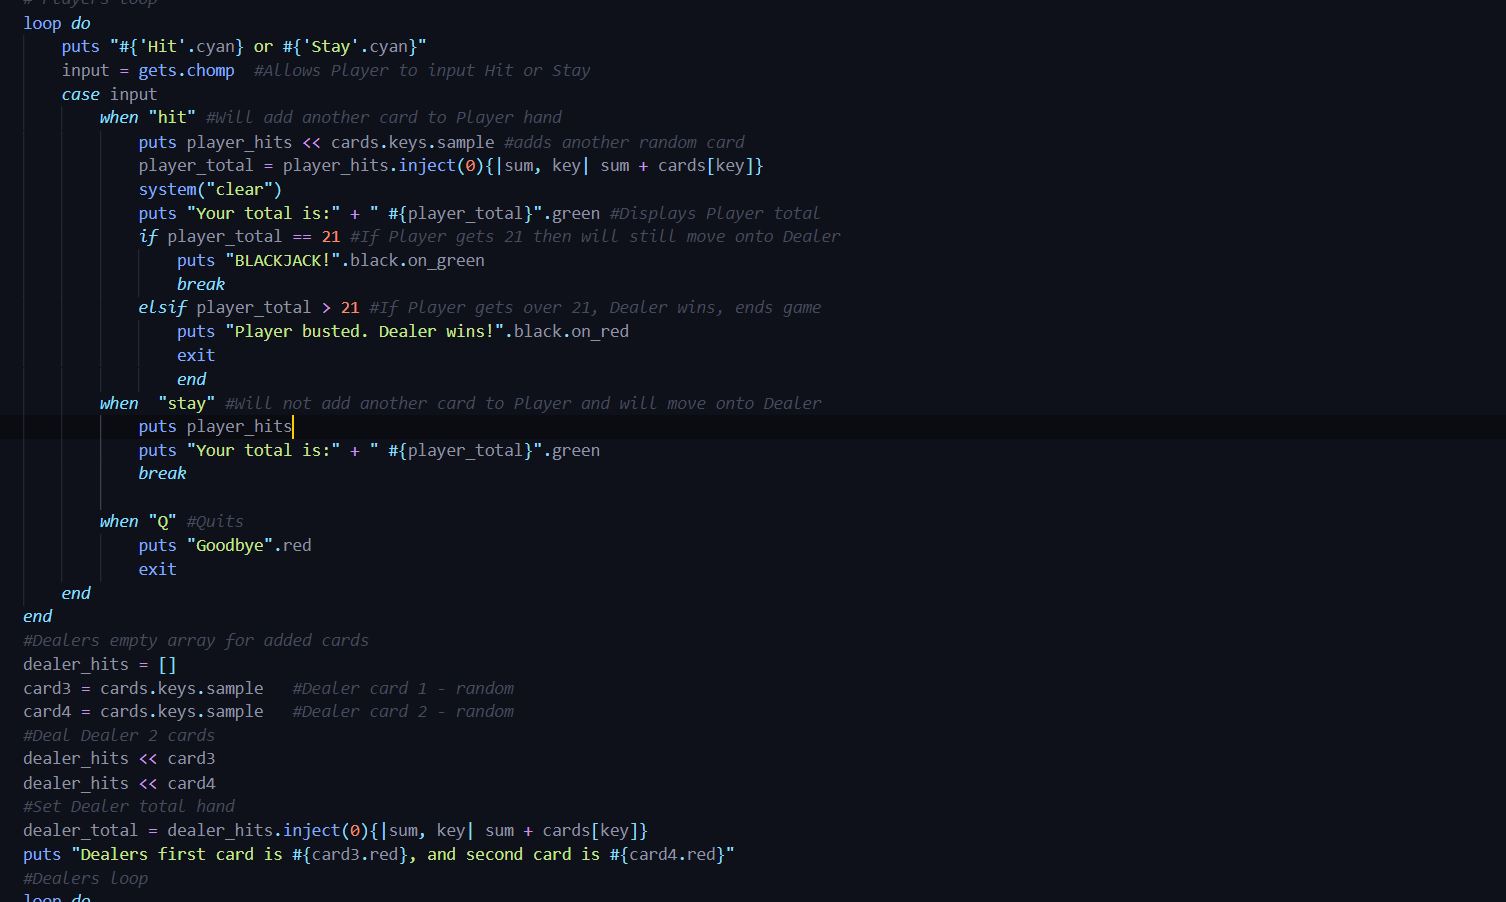 # Players loop
loop do
puts "#{'Hit'.cyan} or #{'Stay'.cyan}"
input = gets.chomp  #Allows Player to input Hit or Stay
case input
when "hit" #Will add another card to Player hand
puts player_hits << cards.keys.sample #adds another random card
player_total = player_hits.inject(0){|sum, key| sum + cards[key]}
system("clear")
puts "Your total is:" + " #{player_total}".green #Displays Player total
if player_total == 21 #If Player gets 21 then will still move onto Dealer
puts "BLACKJACK!".black.on_green
break
elsif player_total > 21 #If Player gets over 21, Dealer wins, ends game
puts "Player busted. Dealer wins!".black.on_red
exit
end
when  "stay" #Will not add another card to Player and will move onto Dealer
puts player_hits
puts "Your total is:" + " #{player_total}".green
break
when "Q" #Quits
puts "Goodbye".red
exit
end
end
#Dealers empty array for added cards
dealer_hits = []
card3 = cards.keys.sample   #Dealer card 1 - random
card4 = cards.keys.sample   #Dealer card 2 - random
#Deal Dealer 2 cards
dealer_hits << card3
dealer_hits << card4
#Set Dealer total hand
dealer_total = dealer_hits.inject(0){|sum, key| sum + cards[key]}
puts "Dealers first card is #{card3.red}, and second card is #{card4.red}"
#Dealers loop
loop do